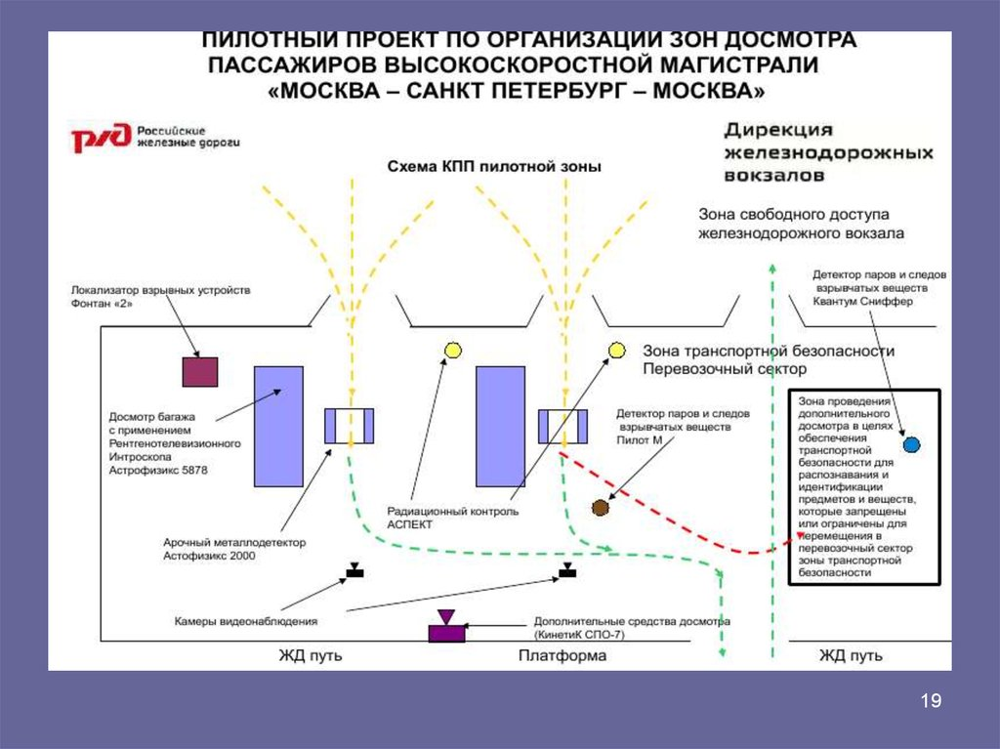 ПИЛОТНЫЙ ПРОЕКТ ПО ОРГАНИЗАЦИИ ЗОН ДОСМОТРА
ПАССАЖИРОВ ВЫСОКОСКОРОСТНОЙ МАГИСТРАЛИ
«МОСКВА – САНКТ ПЕТЕРБУРГ – МОСКВА»
ржд Российские
железные дороги
Дирекция
железнодорожных
вокзалов
Схема КПП пилотной зоны
Зона свободного доступа
железнодорожного вокзала
Локализатор взрывных устройств
Фонтан «2»
Детектор паров и следов
взрывчатых веществ
Квантум Сниффер
Зона транспортной безопасности
Перевозочный сектор
Досмотр багажа
с применением
Рентгенотелевизионного
Интроскопа
Астрофизикс 5878
Детектор паров и следов
взрывчатых веществ
Пилот М
Зона проведения
дополнительного
досмотра в целях
обеспечения
транспортной
безопасности для
распознавания и
идентификации
предметов и веществ,
которые запрещены
или ограничены для
перемещения в
перевозочный сектор
зоны транспортной
безопасности
Радиационный контроль
АСПЕКТ
Арочный металлодетектор
Астофизикс 2000
Камеры видеонаблюдения
Дополнительные средства досмотра
(КинетиК СПО-7)
ЖД путь
Платформа
ЖД путь
19